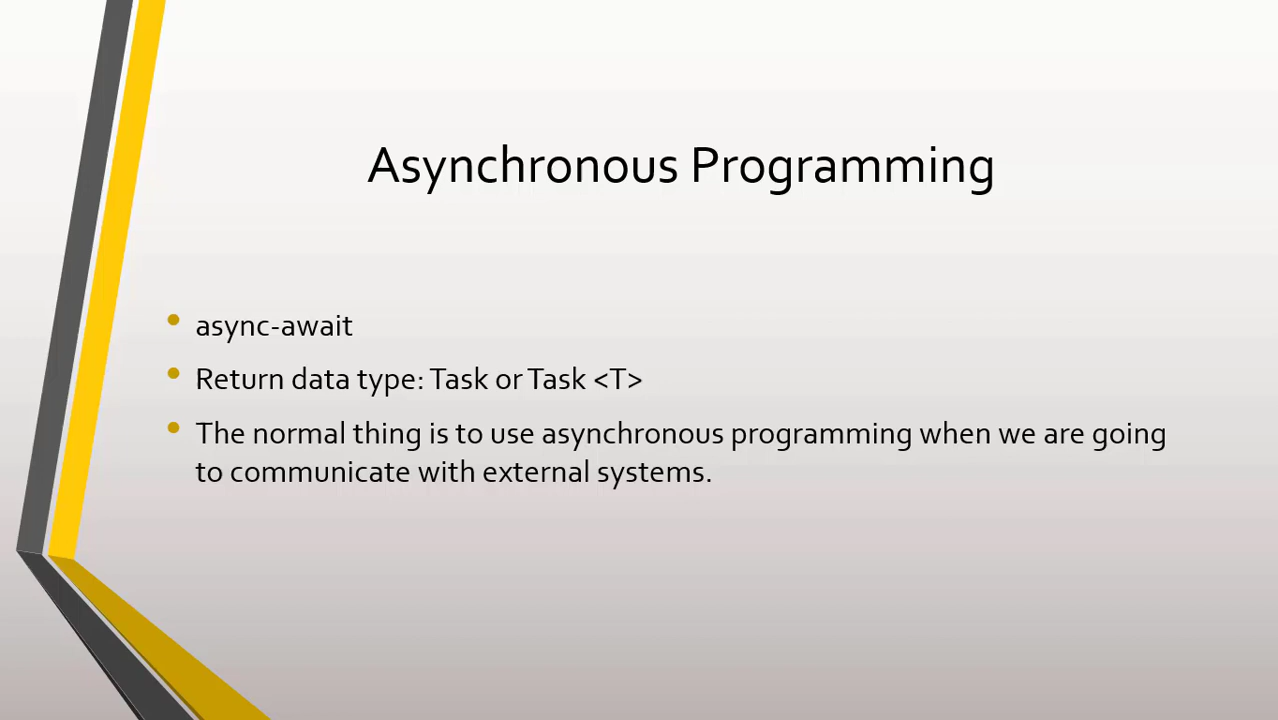 Asynchronous Programming
• async-await
• Return data type: Task or Task <T>
• The normal thing is to use asynchronous programming when we are going
to communicate with external systems.